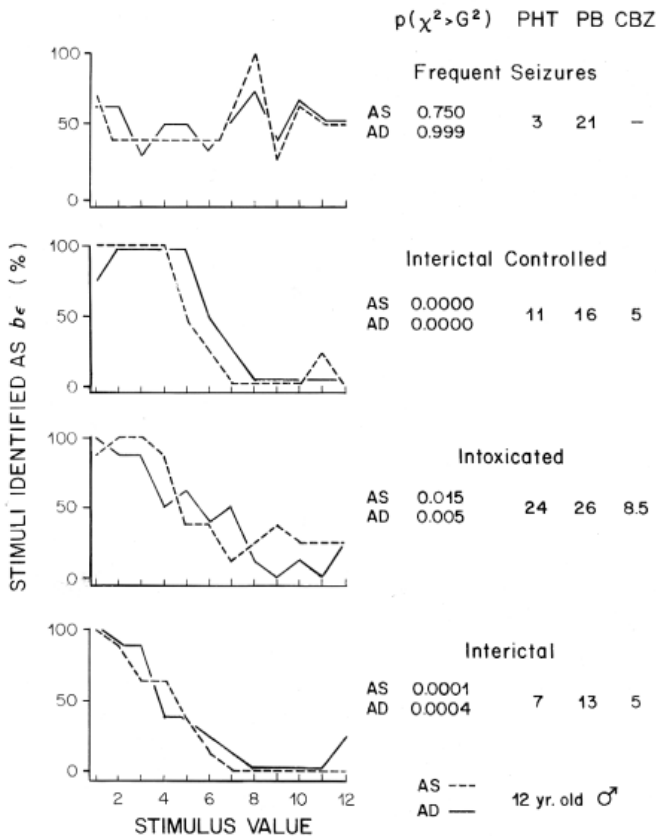 p(χ²>G²) PHT PB CBZ
Frequent Seizures
100
50
0
AS 0.750
AD 0.999
3 21 –
Interictal Controlled
100
50
0
AS 0.0000
AD 0.0000
11 16 5
Intoxicated
100
50
0
AS 0.015
AD 0.005
24 26 8.5
Interictal
100
50
0
AS 0.0001
AD 0.0004
7 13 5
2 4 6 8 10 12
STIMULUS VALUE
STIMULI IDENTIFIED AS bɛ (%)
AS ---
AD —
12 yr. old ♂